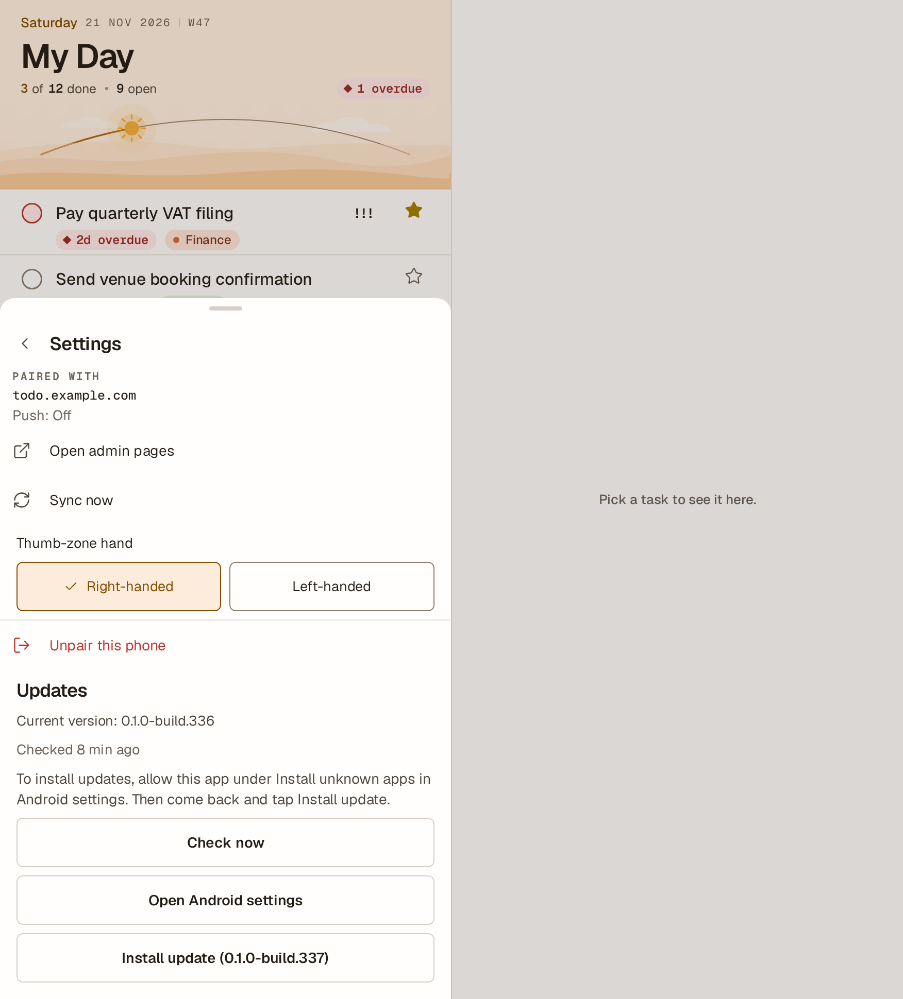 Saturday 21 NOV 2026 | W47
My Day
3 of 12 done • 9 open
◆ 1 overdue
Pay quarterly VAT filing !!!
◆ 2d overdue • Finance
Send venue booking confirmation
Settings
PAIRED WITH
todo.example.com
Push: Off
Open admin pages
Sync now
Thumb-zone hand
Right-handed
Left-handed
Unpair this phone
Updates
Current version: 0.1.0-build.336
Checked 8 min ago
To install updates, allow this app under Install unknown apps in
Android settings. Then come back and tap Install update.
Check now
Open Android settings
Install update (0.1.0-build.337)
Pick a task to see it here.